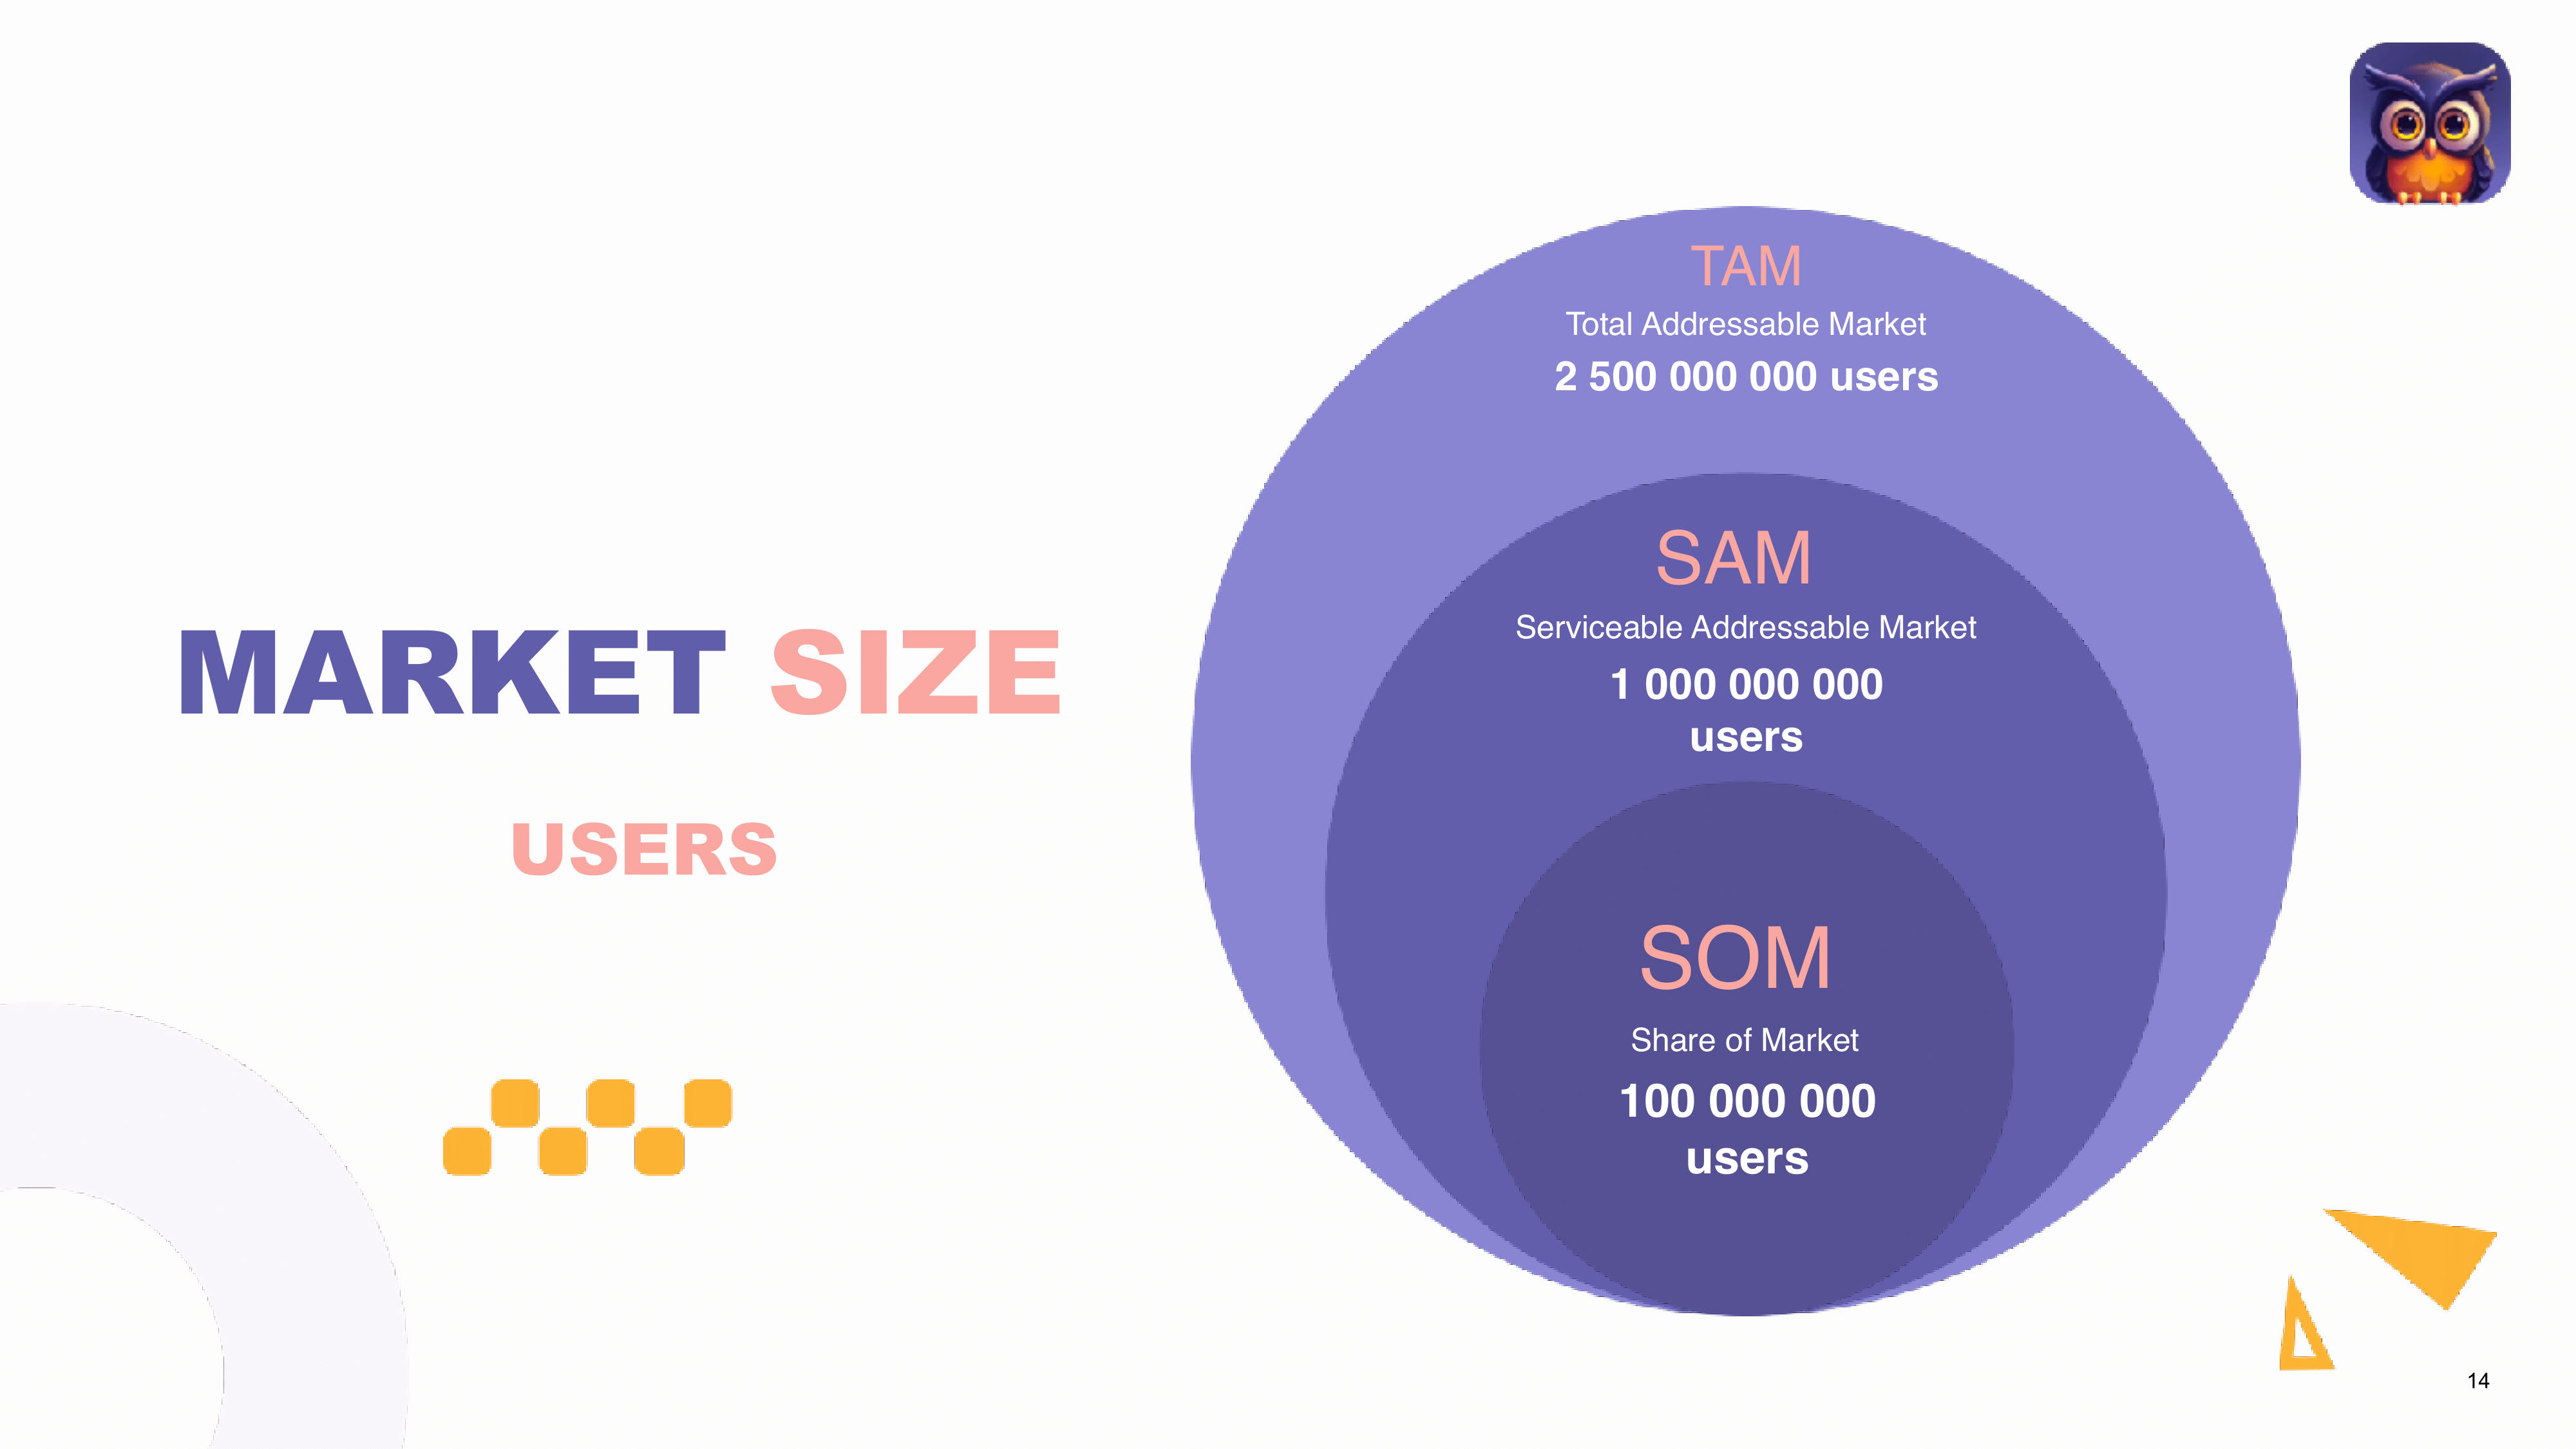 MARKET SIZE
USERS
TAM
Total Addressable Market
2 500 000 000 users
SAM
Serviceable Addressable Market
1 000 000 000
users
SOM
Share of Market
100 000 000
users
14